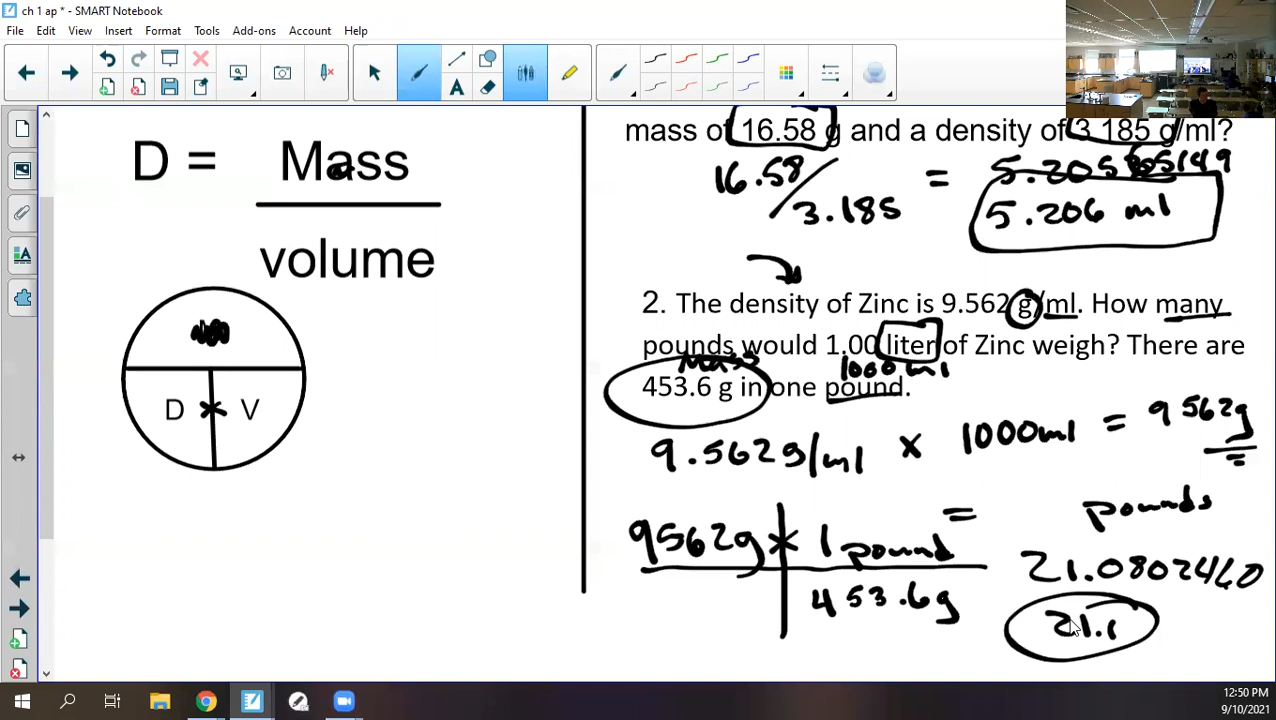 ch 1 ap * - SMART Notebook
File Edit View Insert Format Tools Add-ons Account Help
D = Mass
volume
D V
mass of 16.58 g and a density of 3.185 g/ml?
16.58/3.185 = 5.205
5.206 ml
2. The density of Zinc is 9.562 g/ml. How many
pounds would 1.00 liter of Zinc weigh? There are
Mass 1000 ml
453.6 g in one pound.
9.562g/ml x 1000ml = 9562g
9562g * 1 pound = pounds
453.6g
21.0802460
21.1
12:50 PM
9/10/2021